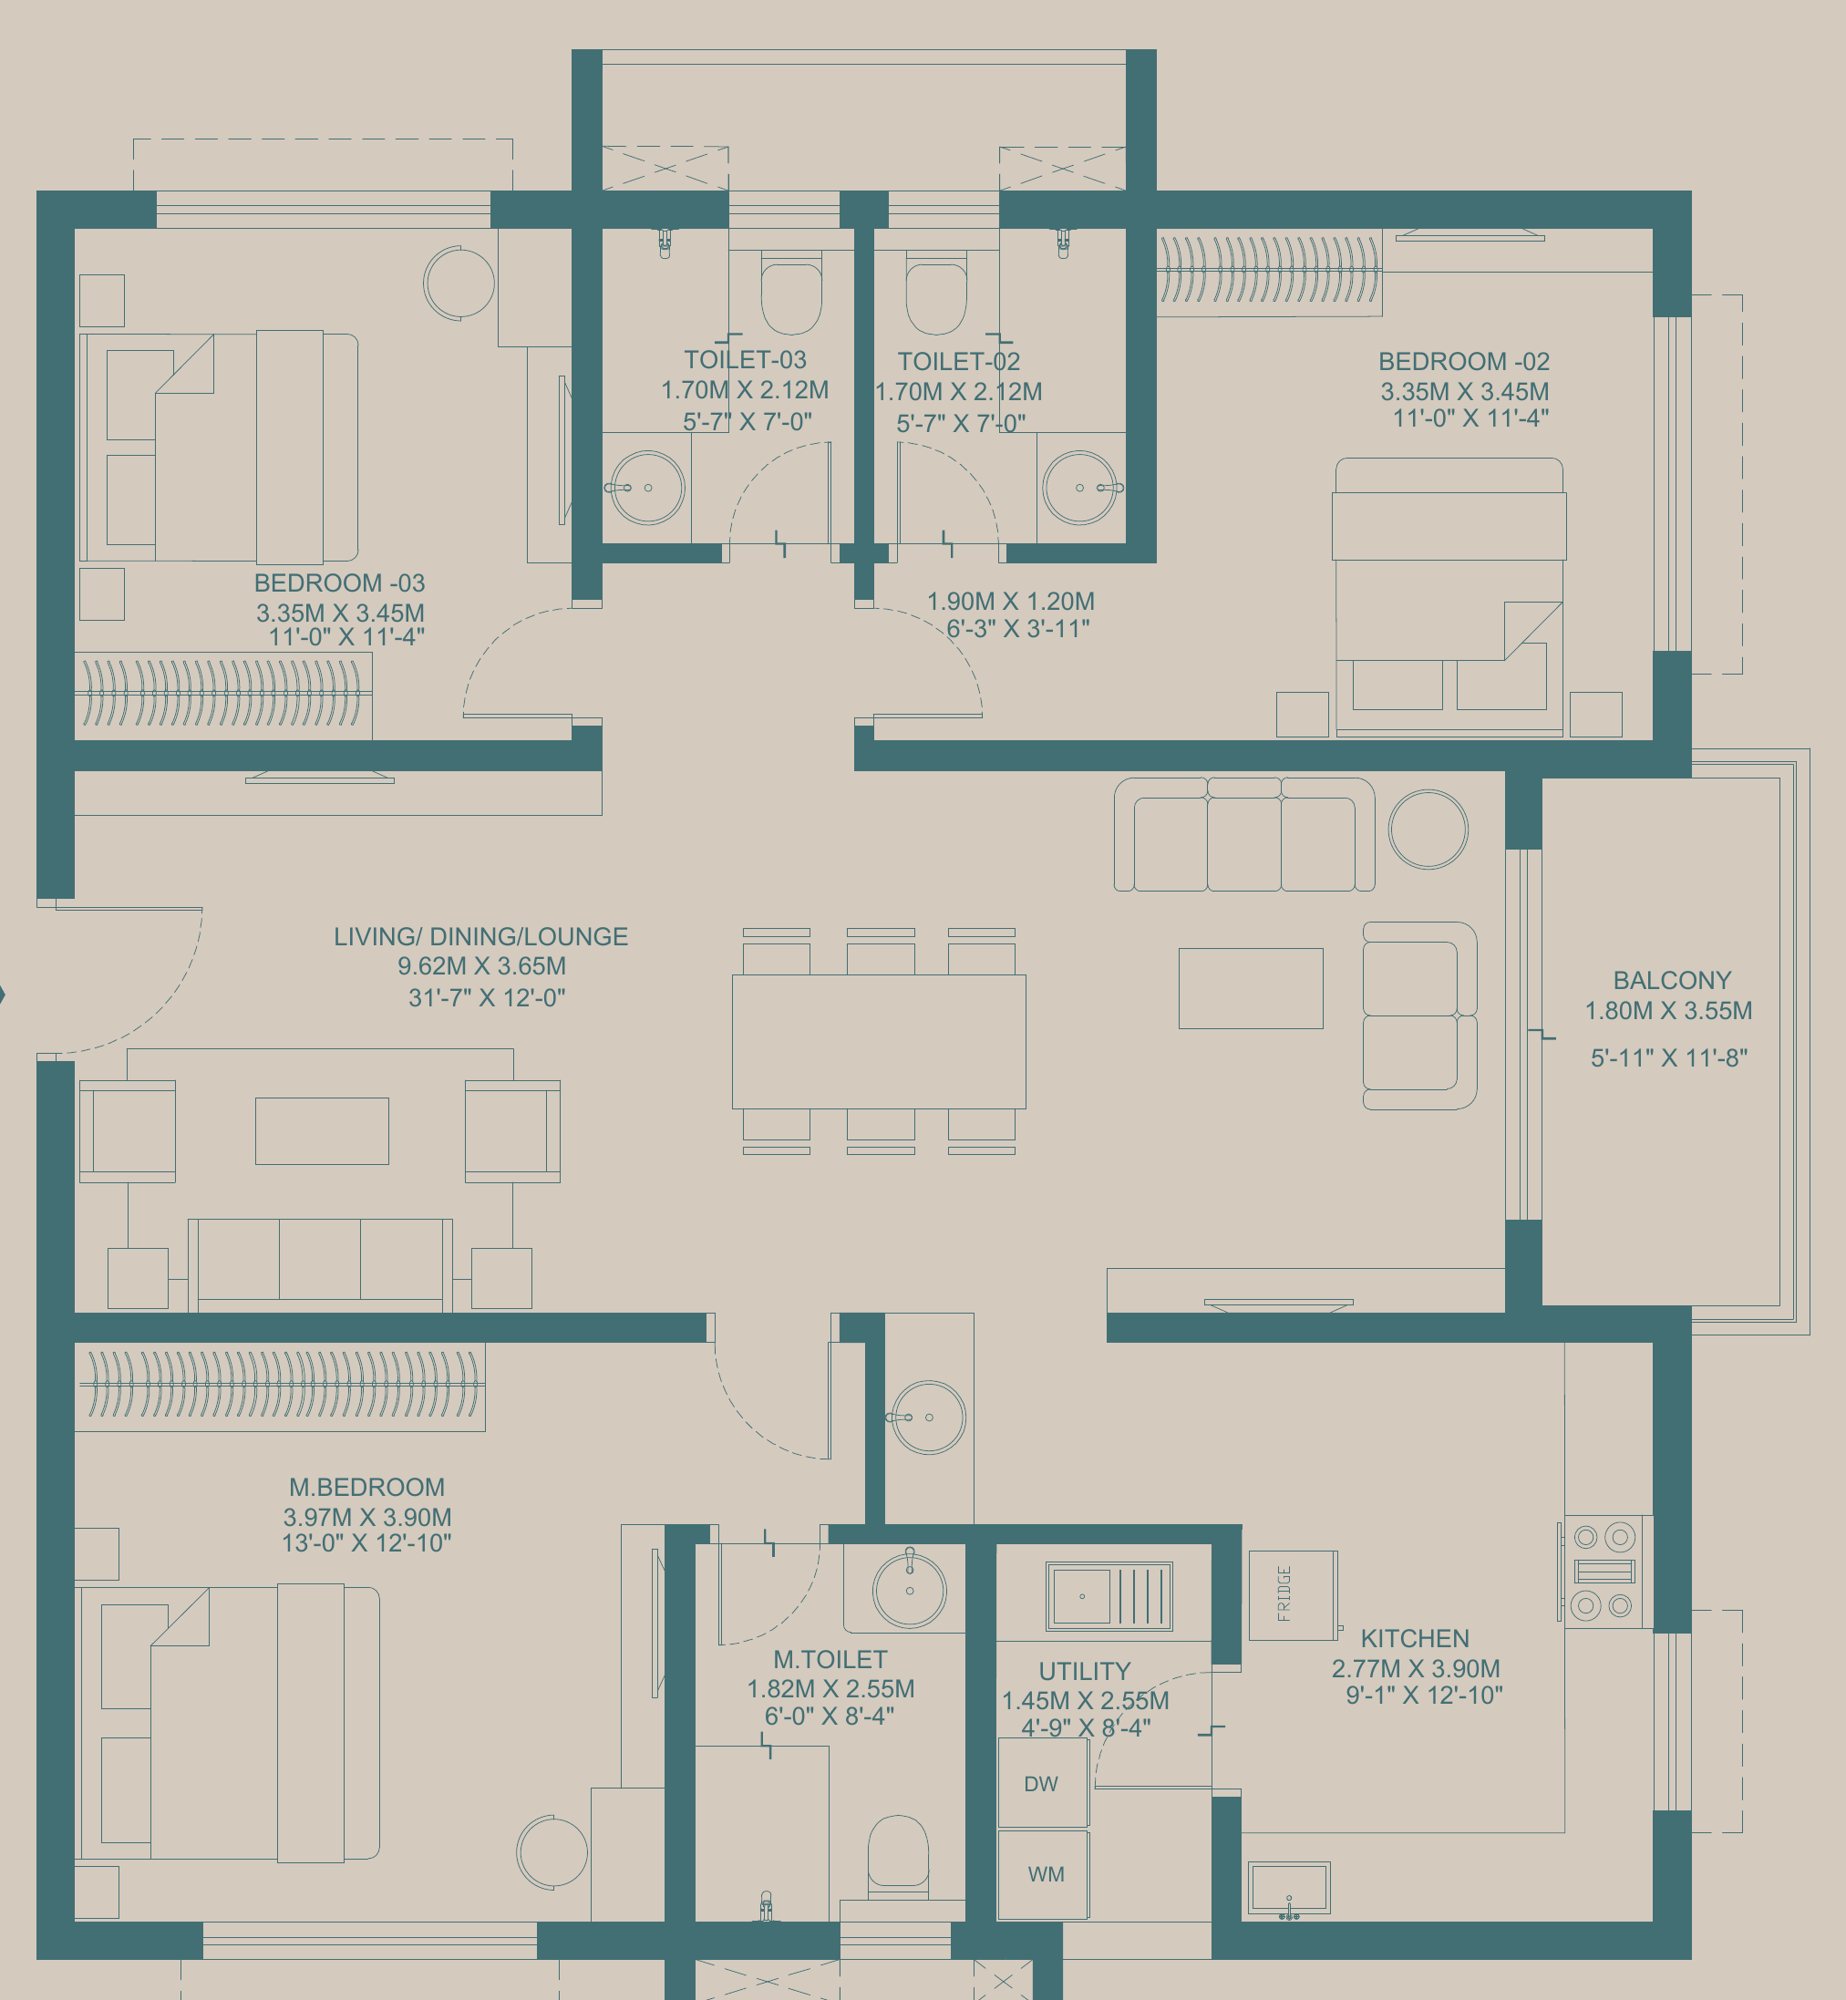 TOILET-03
1.70M X 2.12M
5'-7" X 7'-0"
TOILET-02
1.70M X 2.12M
5'-7" X 7'-0"
BEDROOM -02
3.35M X 3.45M
11'-0" X 11'-4"
BEDROOM -03
3.35M X 3.45M
11'-0" X 11'-4"
1.90M X 1.20M
6'-3" X 3'-11"
LIVING/ DINING/LOUNGE
9.62M X 3.65M
31'-7" X 12'-0"
BALCONY
1.80M X 3.55M
5'-11" X 11'-8"
M.BEDROOM
3.97M X 3.90M
13'-0" X 12'-10"
M.TOILET
1.82M X 2.55M
6'-0" X 8'-4"
UTILITY
1.45M X 2.55M
4'-9" X 8'-4"
DW
WM
FRIDGE
KITCHEN
2.77M X 3.90M
9'-1" X 12'-10"